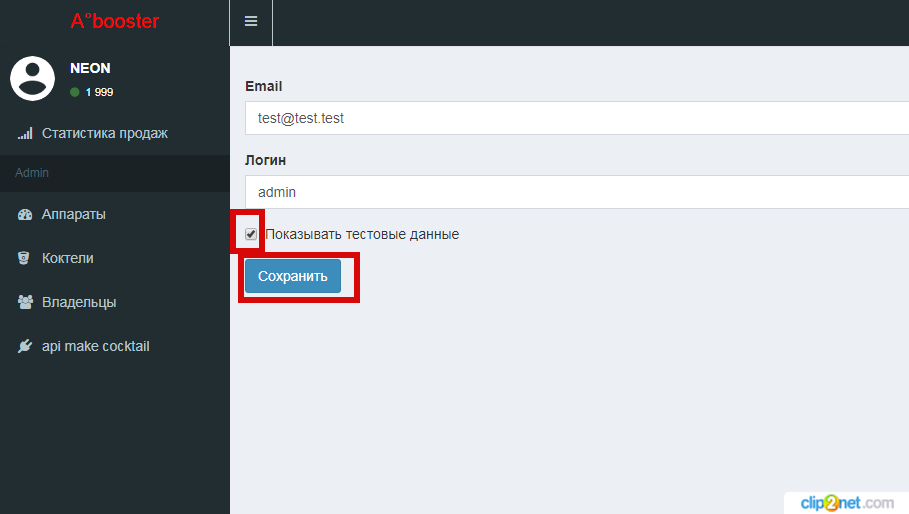 A°booster
NEON
1 999
Статистика продаж
Admin
Аппараты
Коктели
Владельцы
api make cocktail
Email
test@test.test
Логин
admin
Показывать тестовые данные
Сохранить
clip2net.com